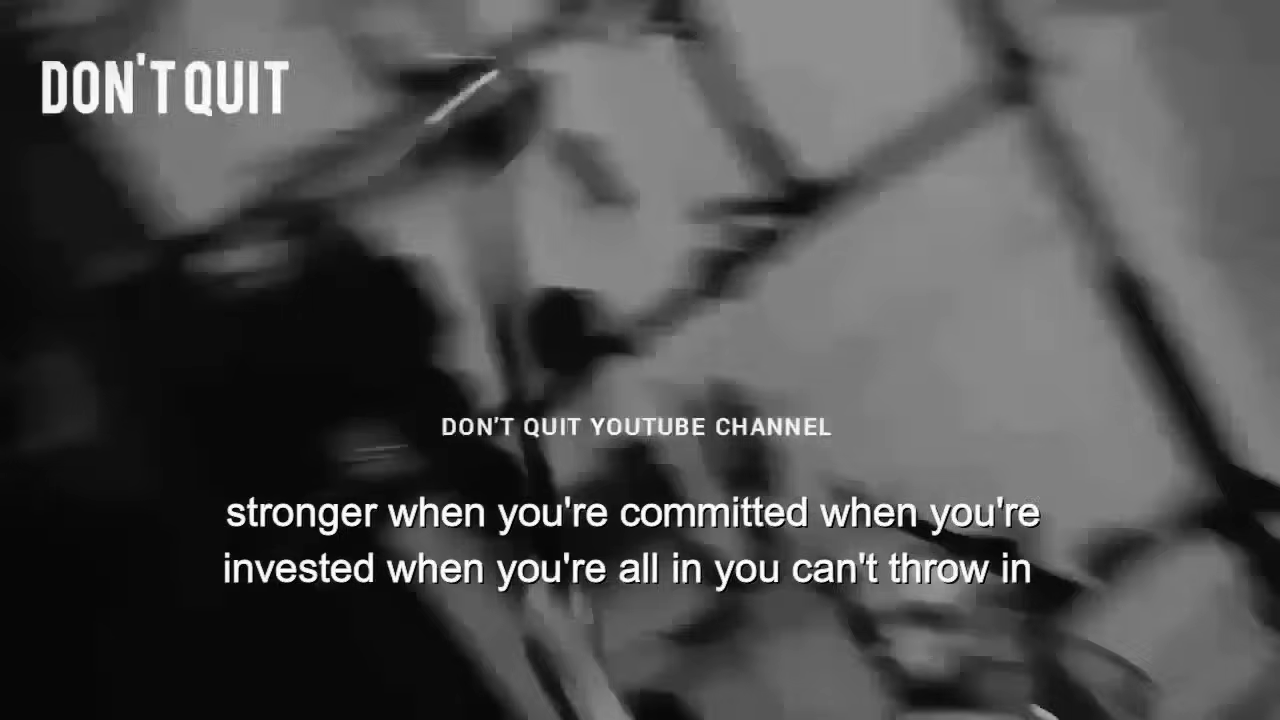 DON'T QUIT
DON'T QUIT YOUTUBE CHANNEL
stronger when you're committed when you're
invested when you're all in you can't throw in